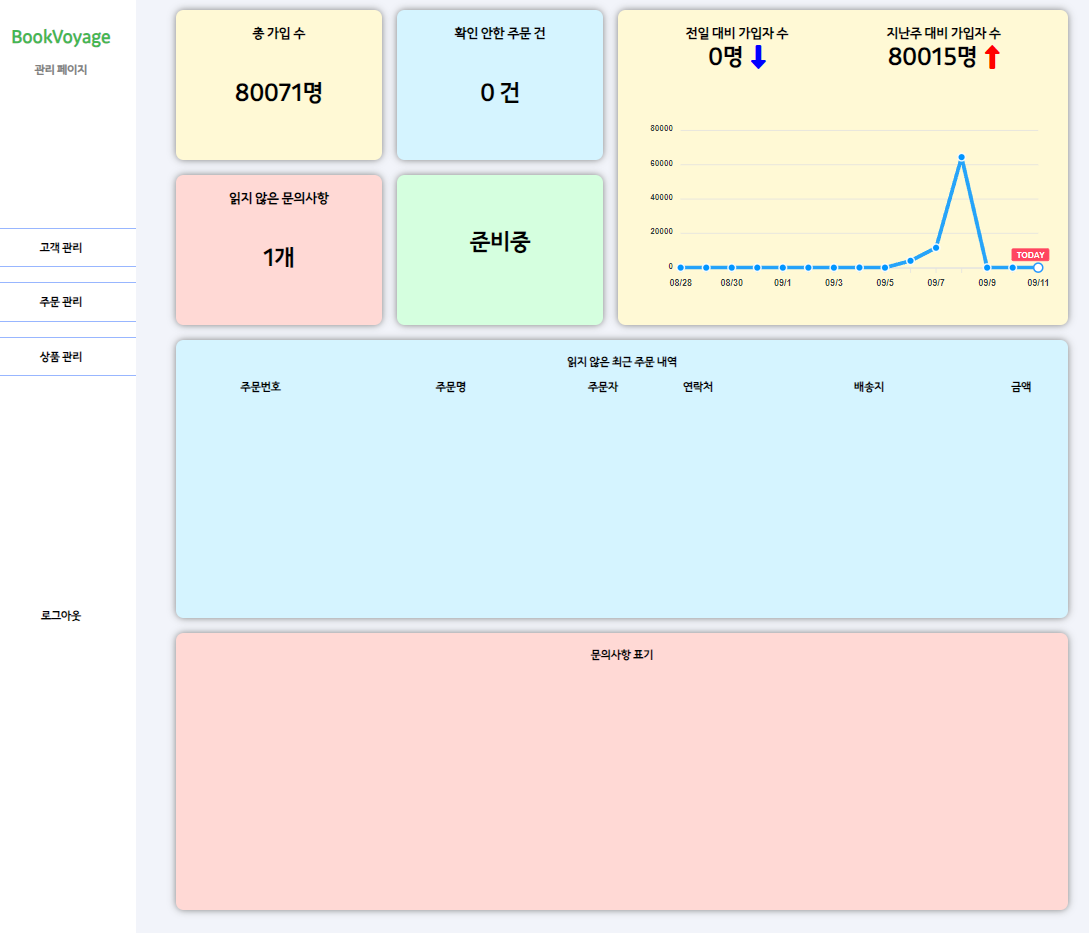 BookVoyage
관리 페이지
고객 관리
주문 관리
상품 관리
로그아웃
총 가입 수
80071명
확인 안한 주문 건
0 건
전일 대비 가입자 수
0명
지난주 대비 가입자 수
80015명
80000
60000
40000
20000
0
TODAY
08/28 08/30 09/1 09/3 09/5 09/7 09/9 09/11
읽지 않은 문의사항
1개
준비중
읽지 않은 최근 주문 내역
주문번호 주문명 주문자 연락처 배송지 금액
문의사항 표기